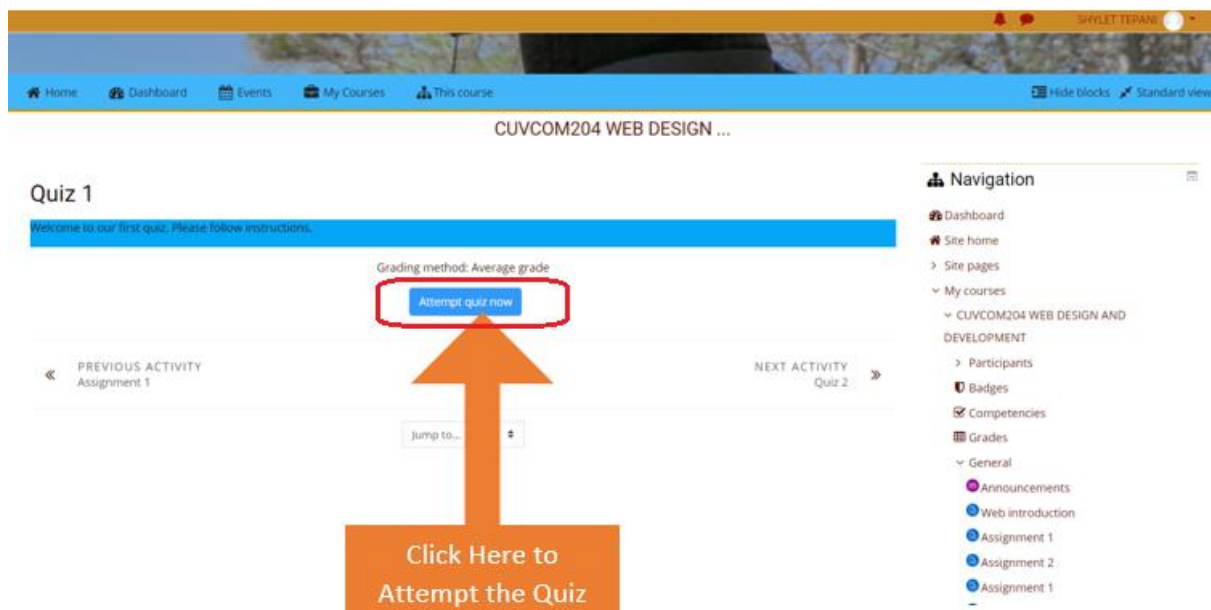 SHYLET TEPANI
Home Dashboard Events My Courses This course Hide blocks Standard view
CUVCOM204 WEB DESIGN ...
Quiz 1
Welcome to our first quiz. Please follow instructions.
Grading method: Average grade
Attempt quiz now
PREVIOUS ACTIVITY
Assignment 1
NEXT ACTIVITY
Quiz 2
Jump to...
Click Here to
Attempt the Quiz
Navigation
Dashboard
Site home
Site pages
My courses
CUVCOM204 WEB DESIGN AND
DEVELOPMENT
Participants
Badges
Competencies
Grades
General
Announcements
Web introduction
Assignment 1
Assignment 2
Assignment 1